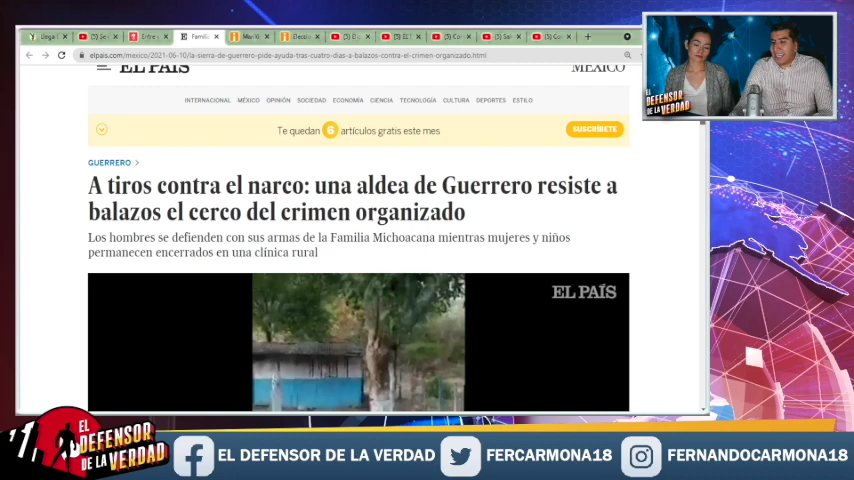 elpais.com/mexico/2021-06-10/la-sierra-de-guerrero-pide-ayuda-tras-cuatro-dias-a-balazos-contra-el-crimen-organizado.html
EL PAÍS
MÉXICO
INTERNACIONAL MÉXICO OPINIÓN SOCIEDAD ECONOMÍA CIENCIA TECNOLOGÍA CULTURA DEPORTES ESTILO
Te quedan 6 artículos gratis este mes
SUSCRÍBETE
GUERRERO
A tiros contra el narco: una aldea de Guerrero resiste a
balazos el cerco del crimen organizado
Los hombres se defienden con sus armas de la Familia Michoacana mientras mujeres y niños
permanecen encerrados en una clínica rural
EL PAÍS
EL
DEFENSOR
DE LA VERDAD
EL
DEFENSOR
DE LA VERDAD
EL DEFENSOR DE LA VERDAD
FERCARMONA18
FERNANDOCARMONA18